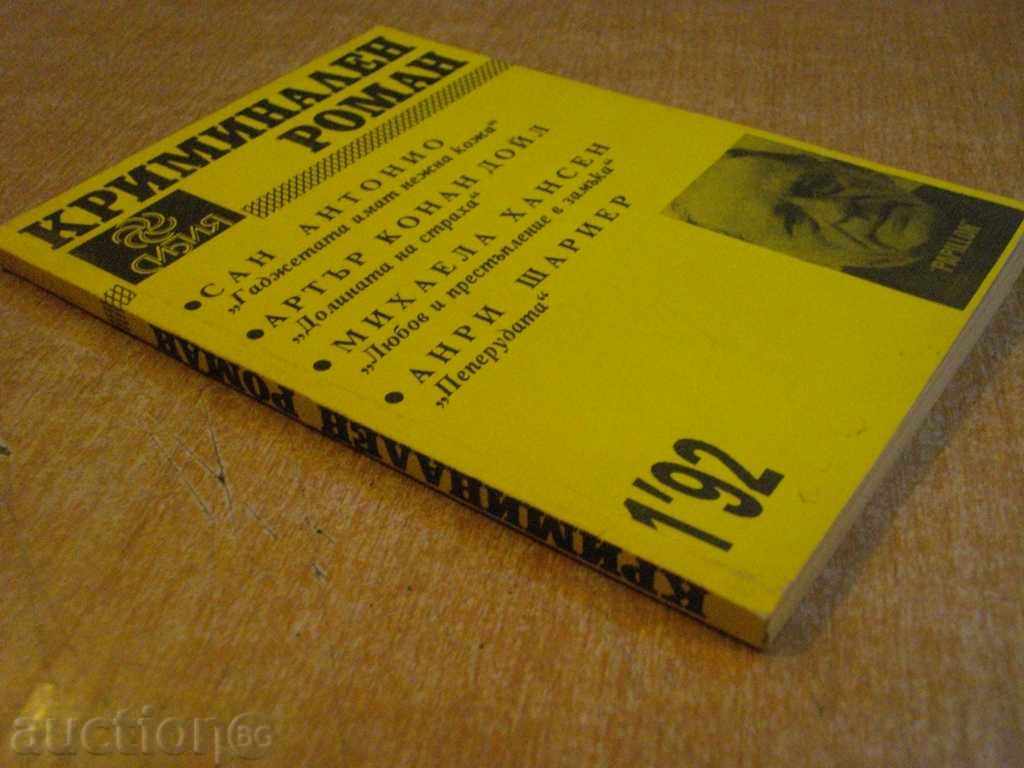 КРИМИНАЛЕН
РОМАН
СИБИЯ
• САН АНТОНИО
„Гаджетата имат нежна кожа“
• АРТЪР КОНАН ДОЙЛ
„Долината на страха“
• МИХАЕЛА ХАНСЕН
„Любов и престъпление в замъка“
• АНРИ ШАРИЕР
„Пеперудата“
PAPILLON
1'92
КРИМИНАЛЕН РОМАН
auction BG